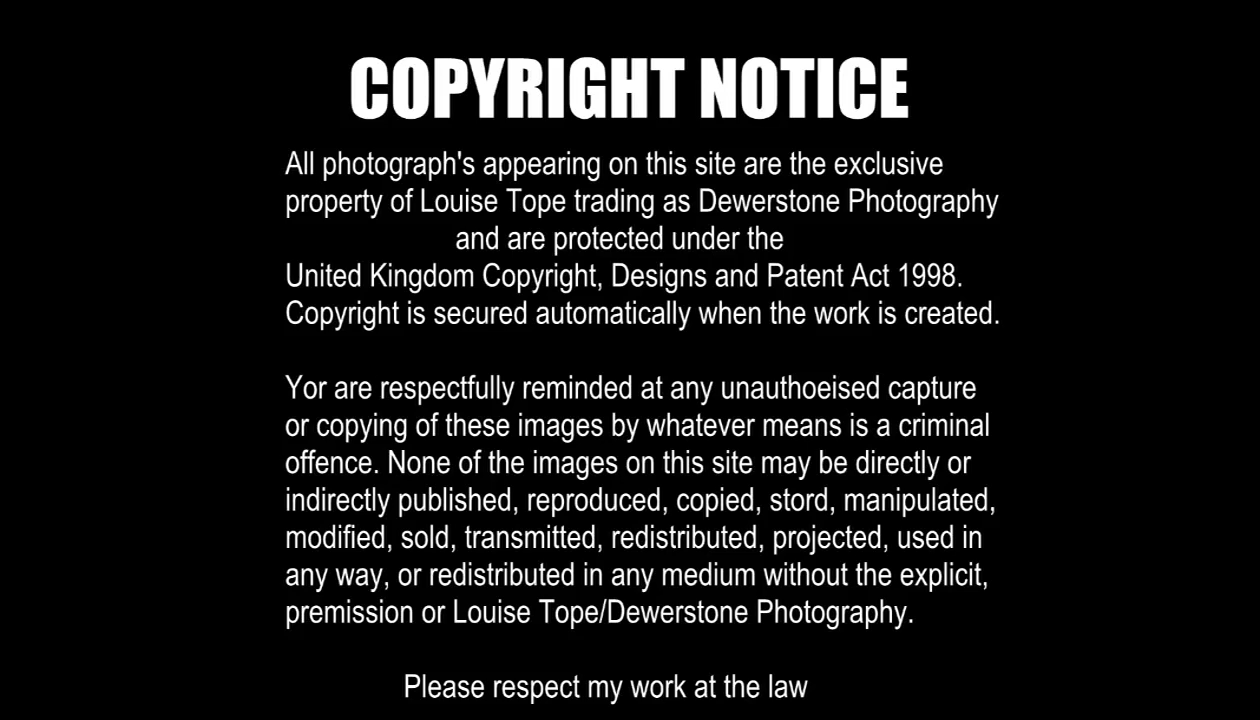 COPYRIGHT NOTICE
All photograph's appearing on this site are the exclusive
property of Louise Tope trading as Dewerstone Photography
and are protected under the
United Kingdom Copyright, Designs and Patent Act 1998.
Copyright is secured automatically when the work is created.
Yor are respectfully reminded at any unauthoeised capture
or copying of these images by whatever means is a criminal
offence. None of the images on this site may be directly or
indirectly published, reproduced, copied, stord, manipulated,
modified, sold, transmitted, redistributed, projected, used in
any way, or redistributed in any medium without the explicit,
premission or Louise Tope/Dewerstone Photography.
Please respect my work at the law